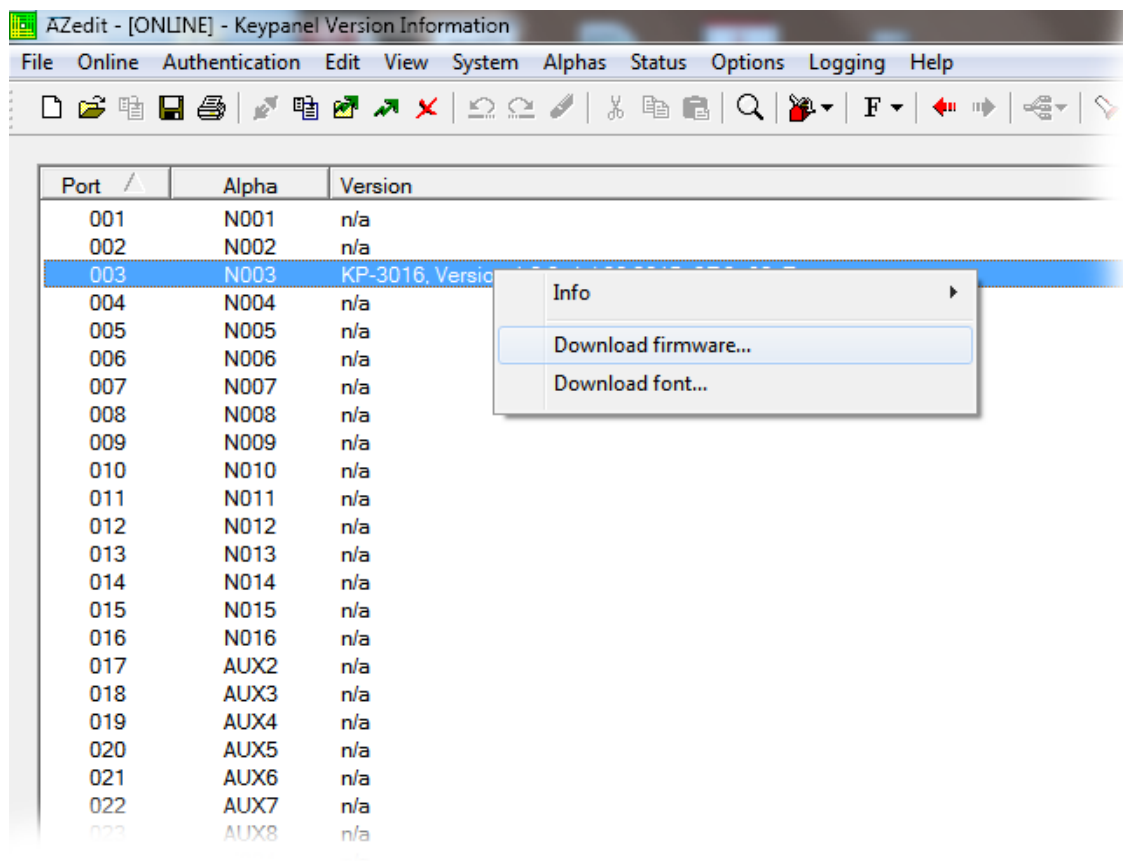 AZedit - [ONLINE] - Keypanel Version Information
File Online Authentication Edit View System Alphas Status Options Logging Help
F
Port Alpha Version
001 N001 n/a
002 N002 n/a
003 N003 KP-3016, Versio
Info
004 N004 n/a
005 N005 n/a
Download firmware...
006 N006 n/a
007 N007 n/a
Download font...
008 N008 n/a
009 N009 n/a
010 N010 n/a
011 N011 n/a
012 N012 n/a
013 N013 n/a
014 N014 n/a
015 N015 n/a
016 N016 n/a
017 AUX2 n/a
018 AUX3 n/a
019 AUX4 n/a
020 AUX5 n/a
021 AUX6 n/a
022 AUX7 n/a
023 AUX8 n/a